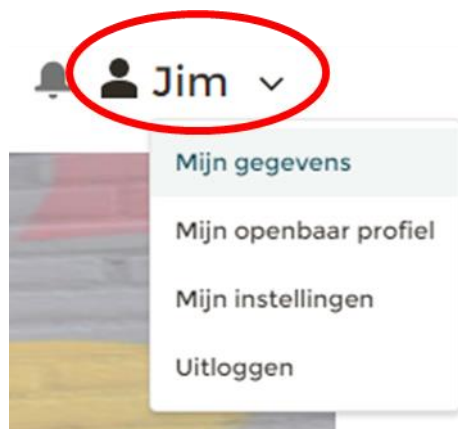 Jim
Mijn gegevens
Mijn openbaar profiel
Mijn instellingen
Uitloggen